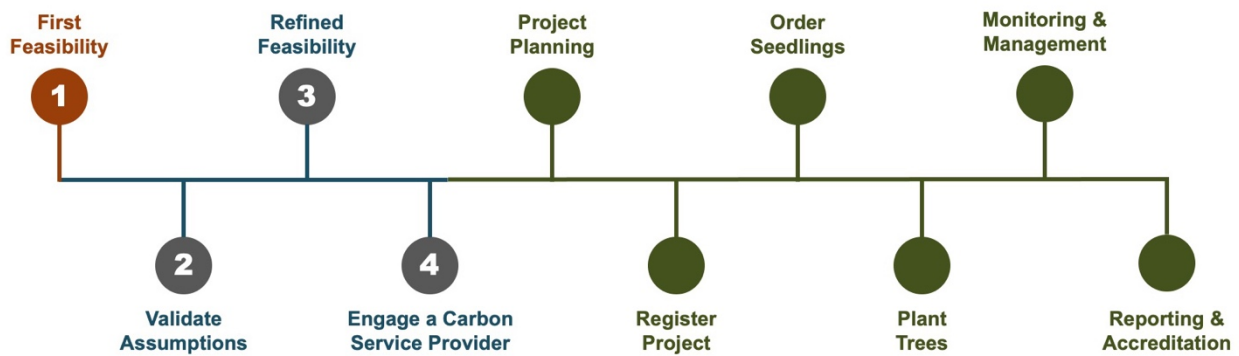 First
Feasibility
1
Refined
Feasibility
3
Project
Planning
Order
Seedlings
Monitoring &
Management
2
Validate
Assumptions
4
Engage a Carbon
Service Provider
Register
Project
Plant
Trees
Reporting &
Accreditation